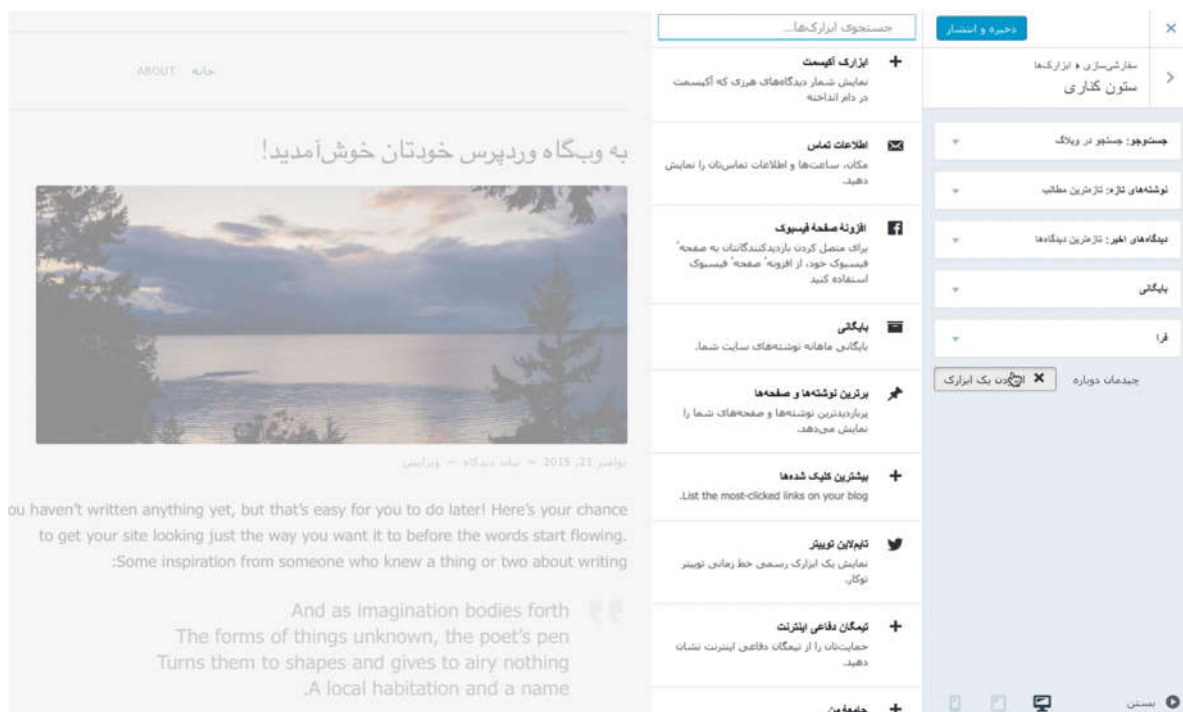 ذخیره و انتشار
سفارشی‌سازی ♦ ابزارک‌ها
ستون کناری
جست‌وجو: جستجو در وبلاگ
نوشته‌های تازه: تازه‌ترین مطالب
دیدگاه‌های اخیر: تازه‌ترین دیدگاه‌ها
بایگانی
فرا
چیدمان دوباره
یک ابزارک
بستن
جستجوی ابزارک‌ها...
ابزارک آکیسمت
نمایش شمار دیدگاه‌های هرزی که آکیسمت
در دام انداخته
اطلاعات تماس
مکان، ساعت‌ها و اطلاعات تماس‌تان را نمایش
دهید.
افزونهٔ صفحهٔ فیسبوک
برای متصل کردن بازدیدکنندگانتان به صفحهٔ
فیسبوک خود، از افزونهٔ صفحهٔ فیسبوک
استفاده کنید
بایگانی
بایگانی ماهانه نوشته‌های سایت شما.
برترین نوشته‌ها و صفحه‌ها
پربازدیدترین نوشته‌ها و صفحه‌های شما را
نمایش می‌دهد.
بیشترین کلیک شده‌ها
List the most-clicked links on your blog.
تایم‌لاین توییتر
نمایش یک ابزارک رسمی خط زمانی توییتر
توکار.
تیمگان دفاعی اینترنت
حمایت‌تان را از تیمگان دفاعی اینترنت نشان
دهید.
خانه ABOUT
به وبگاه وردپرس خودتان خوش‌آمدید!
نوامبر 21, 2015 ~ بیان دیدگاه ~ ویرایش
ou haven't written anything yet, but that's easy for you to do later! Here's your chance
to get your site looking just the way you want it to before the words start flowing.
Some inspiration from someone who knew a thing or two about writing:
And as imagination bodies forth
The forms of things unknown, the poet's pen
Turns them to shapes and gives to airy nothing
A local habitation and a name.